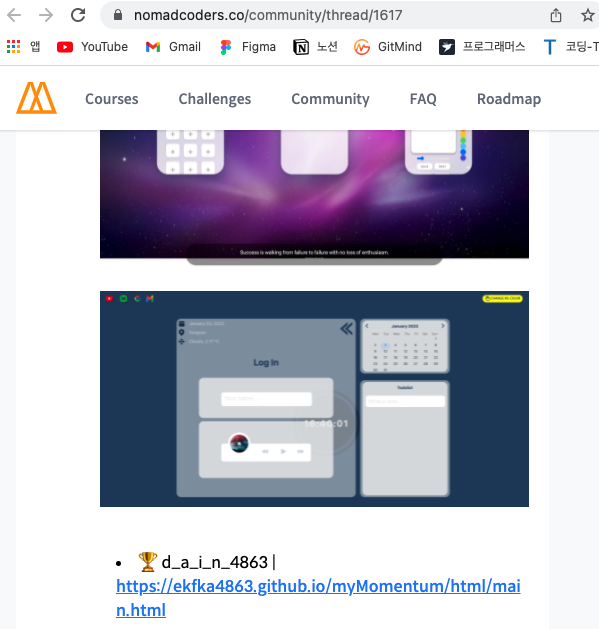 nomadcoders.co/community/thread/1617
앱 YouTube Gmail Figma 노션 GitMind 프로그래머스 코딩-T
Courses Challenges Community FAQ Roadmap
Success is walking from failure to failure with no loss of enthusiasm.
January 2022
Log In
16:40:01
🏆 d_a_i_n_4863 |
https://ekfka4863.github.io/myMomentum/html/mai
n.html